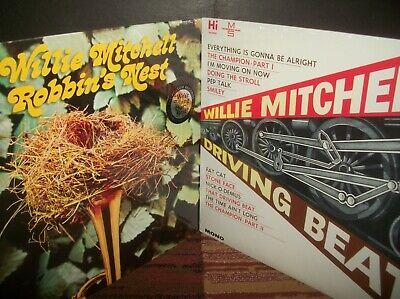 Willie Mitchell
Robbin's Nest
Hi
M
S
EVERYTHING IS GONNA BE ALRIGHT
THE CHAMPION-PART I
I'M MOVING ON NOW
DOING THE STROLL
PEP TALK
SMILEY
WILLIE MITCHE
DRIVING BEAT
FAT CAT
STONE FACE
NICK-O-DEMUS
THAT DRIVING BEAT
THE TIME AIN'T LONG
THE CHAMPION-PART II
MONO